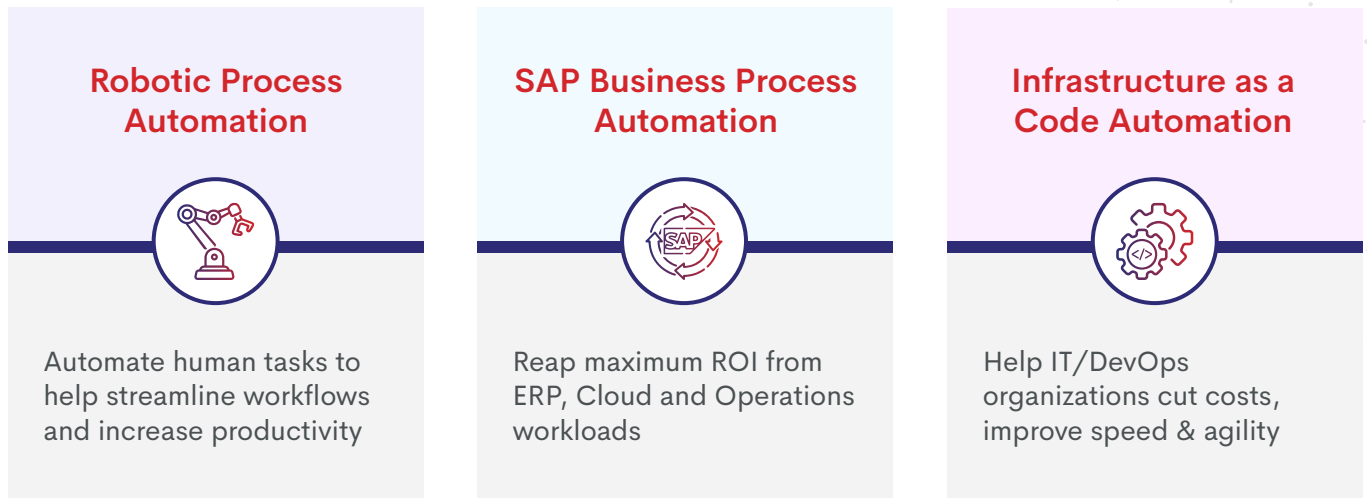 Robotic Process
Automation
Automate human tasks to
help streamline workflows
and increase productivity
SAP Business Process
Automation
SAP
Reap maximum ROI from
ERP, Cloud and Operations
workloads
Infrastructure as a
Code Automation
</>
Help IT/DevOps
organizations cut costs,
improve speed & agility